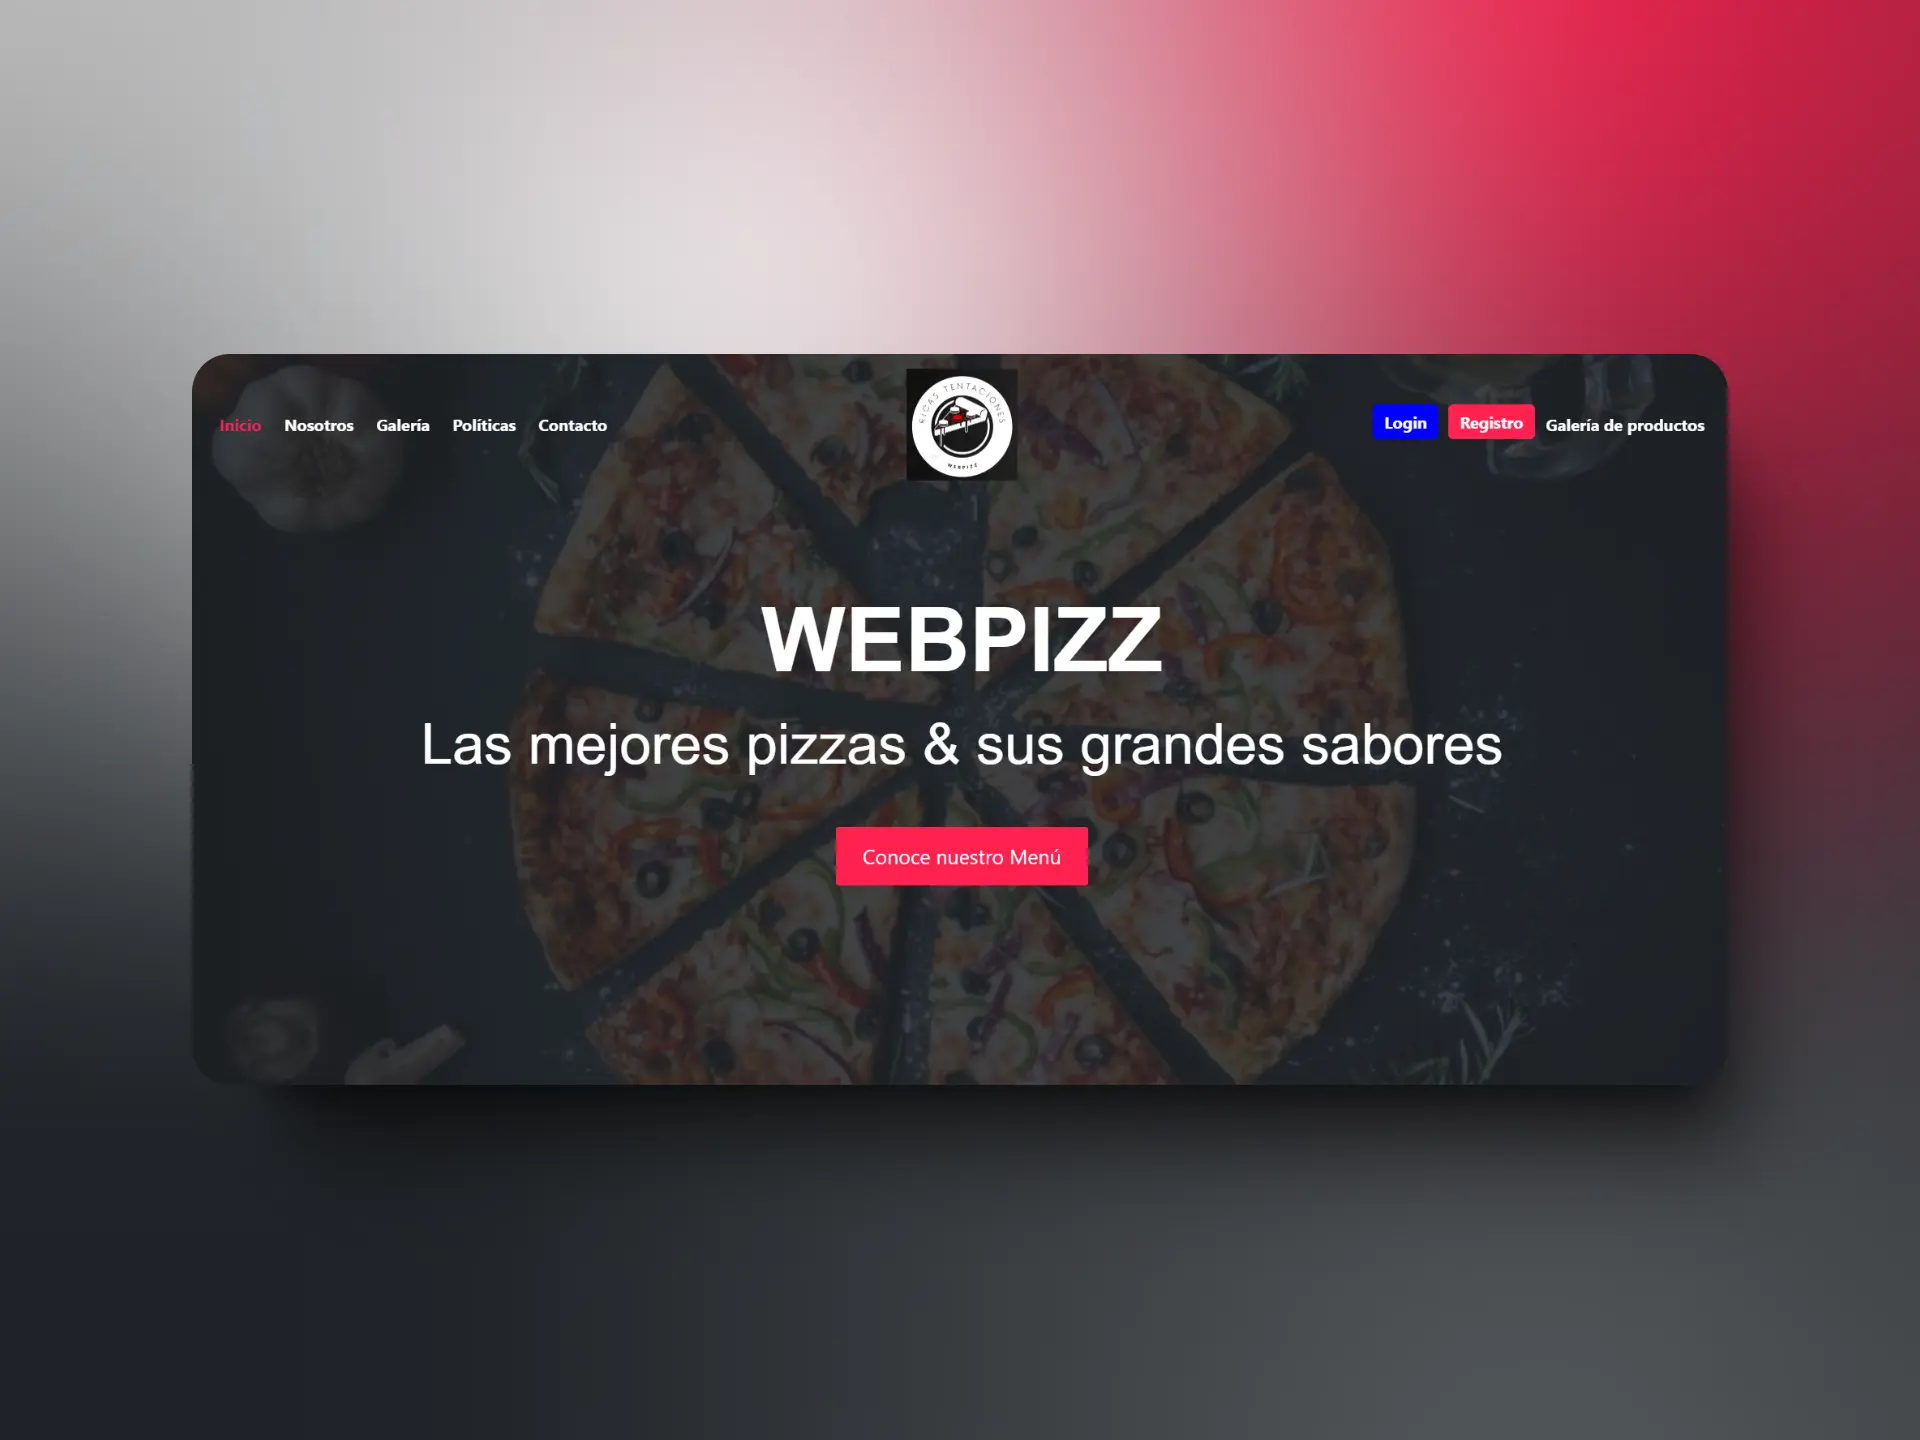 Inicio Nosotros Galería Políticas Contacto
RICAS TENTACIONES
WEBPIZZ
Login Registro Galería de productos
WEBPIZZ
Las mejores pizzas & sus grandes sabores
Conoce nuestro Menú